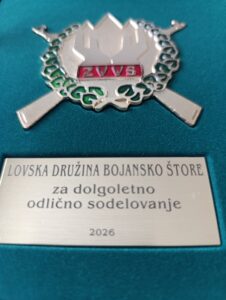 ZVVS
LOVSKA DRUŽINA BOJANSKO ŠTORE
za dolgoletno
odlično sodelovanje
2026